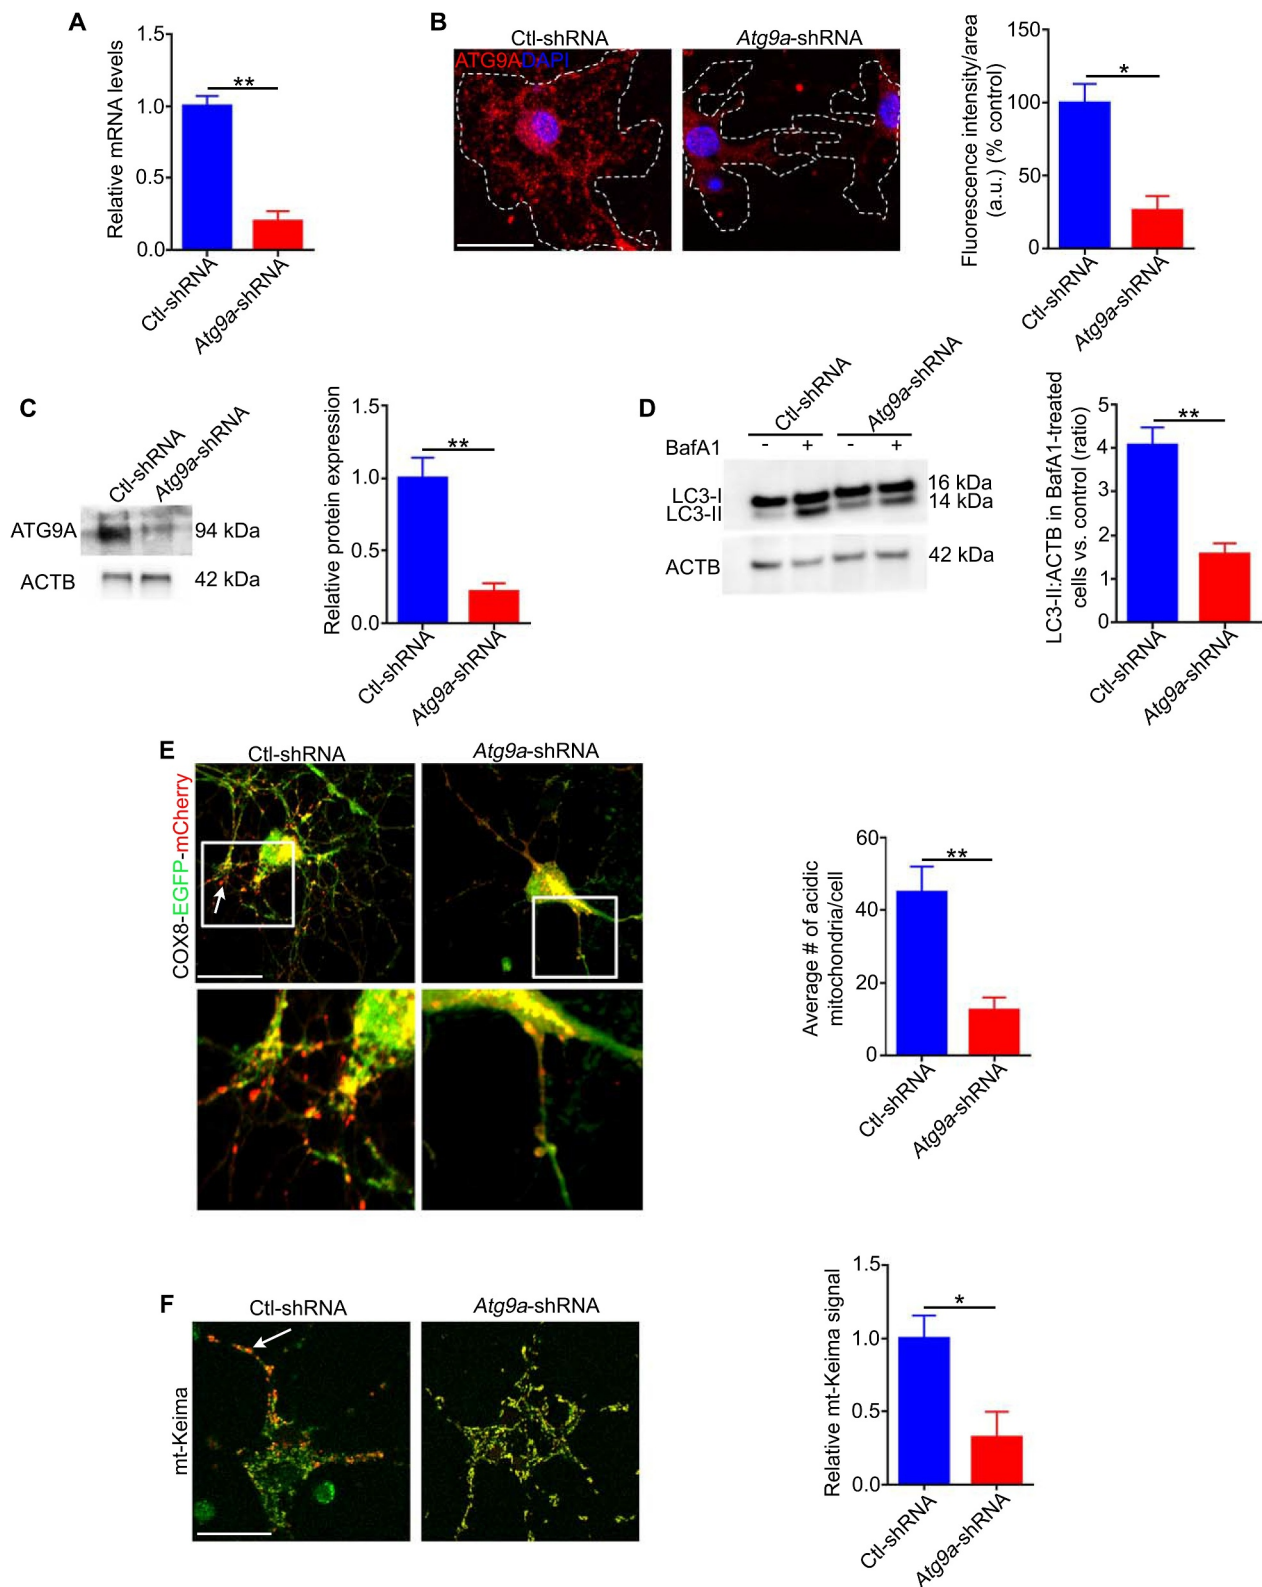 A
Relative mRNA levels
1.5
1.0
0.5
0.0
**
Ctl-shRNA
Atg9a-shRNA
B
Ctl-shRNA
Atg9a-shRNA
ATG9ADAPI
Fluorescence intensity/area
(a.u.) (% control)
150
100
50
0
*
Ctl-shRNA
Atg9a-shRNA
C
Ctl-shRNA
Atg9a-shRNA
ATG9A
94 kDa
ACTB
42 kDa
Relative protein expression
1.5
1.0
0.5
0.0
**
Ctl-shRNA
Atg9a-shRNA
D
Ctl-shRNA
Atg9a-shRNA
BafA1
- + - +
LC3-I
LC3-II
16 kDa
14 kDa
ACTB
42 kDa
LC3-II:ACTB in BafA1-treated
cells vs. control (ratio)
5
4
3
2
1
0
**
Ctl-shRNA
Atg9a-shRNA
E
Ctl-shRNA
Atg9a-shRNA
COX8-EGFP-mCherry
Average # of acidic
mitochondria/cell
60
40
20
0
**
Ctl-shRNA
Atg9a-shRNA
F
Ctl-shRNA
Atg9a-shRNA
mt-Keima
Relative mt-Keima signal
1.5
1.0
0.5
0.0
*
Ctl-shRNA
Atg9a-shRNA